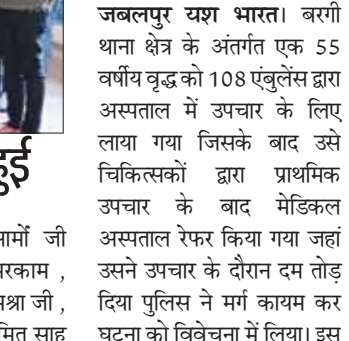 हुई
जी
जी ,
साहू
जबलपुर यश भारत। बरगी
थाना क्षेत्र के अंतर्गत एक 55
वर्षीय वृद्ध को 108 एंबुलेंस द्वारा
अस्पताल में उपचार के लिए
लाया गया जिसके बाद उसे
चिकित्सकों द्वारा प्राथमिक
उपचार के बाद मेडिकल
अस्पताल रेफर किया गया जहां
उसने उपचार के दौरान दम तोड़
दिया पुलिस ने मर्ग कायम कर
घटना को विवेचना में लिया। इस